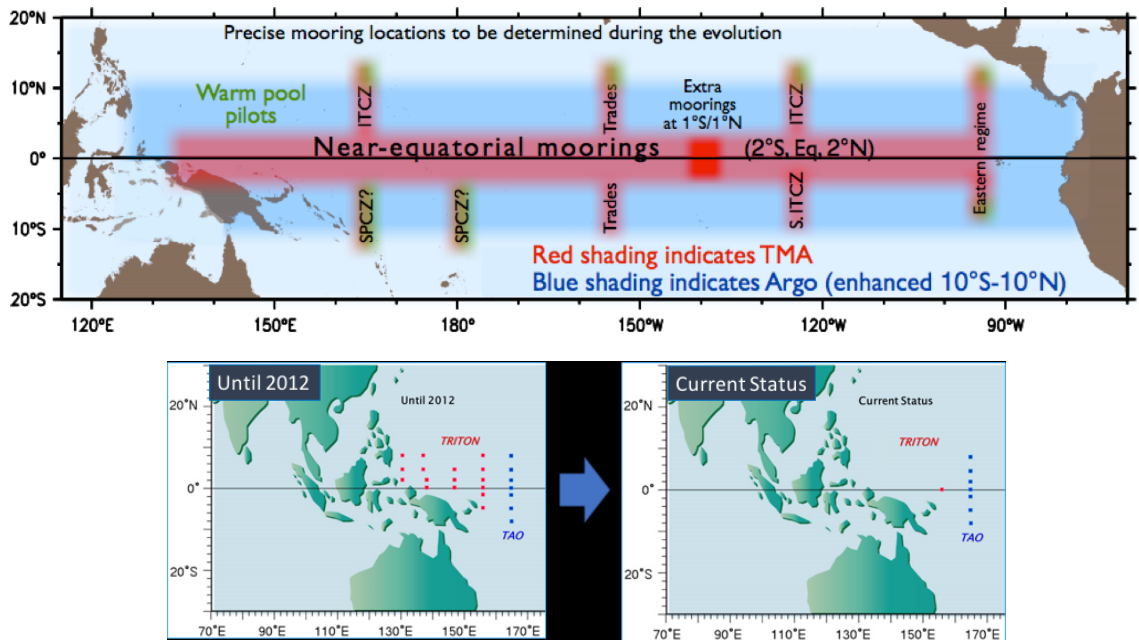 20°N
Precise mooring locations to be determined during the evolution
10°N
Warm pool
pilots
ITCZ
Trades
Extra
moorings
at 1°S/1°N
ITCZ
Eastern regime
0°
Near-equatorial moorings
(2°S, Eq, 2°N)
10°S
SPCZ?
SPCZ?
Trades
S. ITCZ
Red shading indicates TMA
Blue shading indicates Argo (enhanced 10°S-10°N)
20°S
120°E
150°E
180°
150°W
120°W
90°W
Until 2012
Until 2012
20°N
TRITON
0°
TAO
20°S
70°E
90°E
110°E
130°E
150°E
170°E
Current Status
Current Status
20°N
TRITON
0°
TAO
20°S
70°E
90°E
110°E
130°E
150°E
170°E